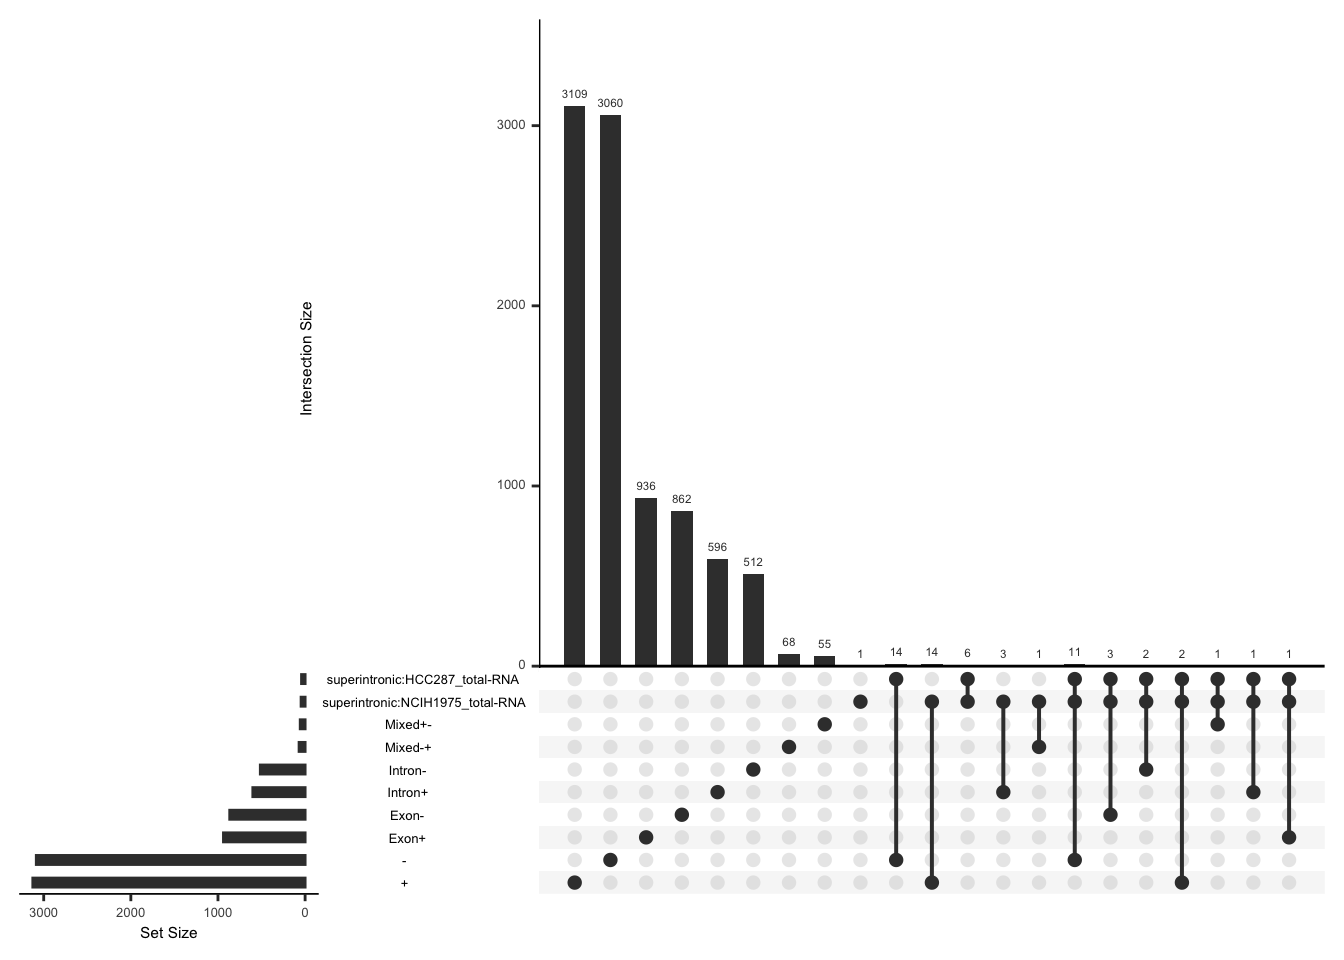 3109
3060
3000
Intersection Size
2000
1000
936
862
596
512
68
55
1
14
14
6
3
1
11
3
2
2
1
1
1
0
superintronic:HCC287_total-RNA
superintronic:NCIH1975_total-RNA
Mixed+-
Mixed-+
Intron-
Intron+
Exon-
Exon+
-
+
3000 2000 1000 0
Set Size